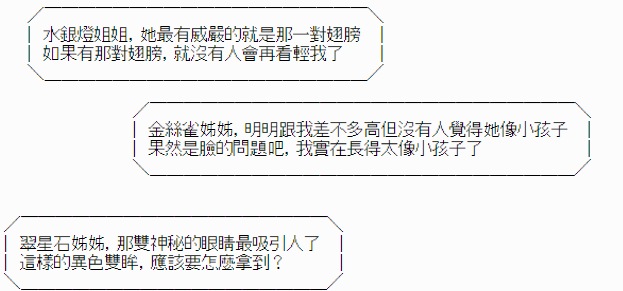 水銀燈姐姐, 她最有威嚴的就是那一對翅膀
如果有那對翅膀, 就沒有人會再看輕我了
金絲雀姊姊, 明明跟我差不多高但沒有人覺得她像小孩子
果然是臉的問題吧, 我實在長得太像小孩子了
翠星石姊姊, 那雙神秘的眼睛最吸引人了
這樣的異色雙眸, 應該要怎麼拿到？